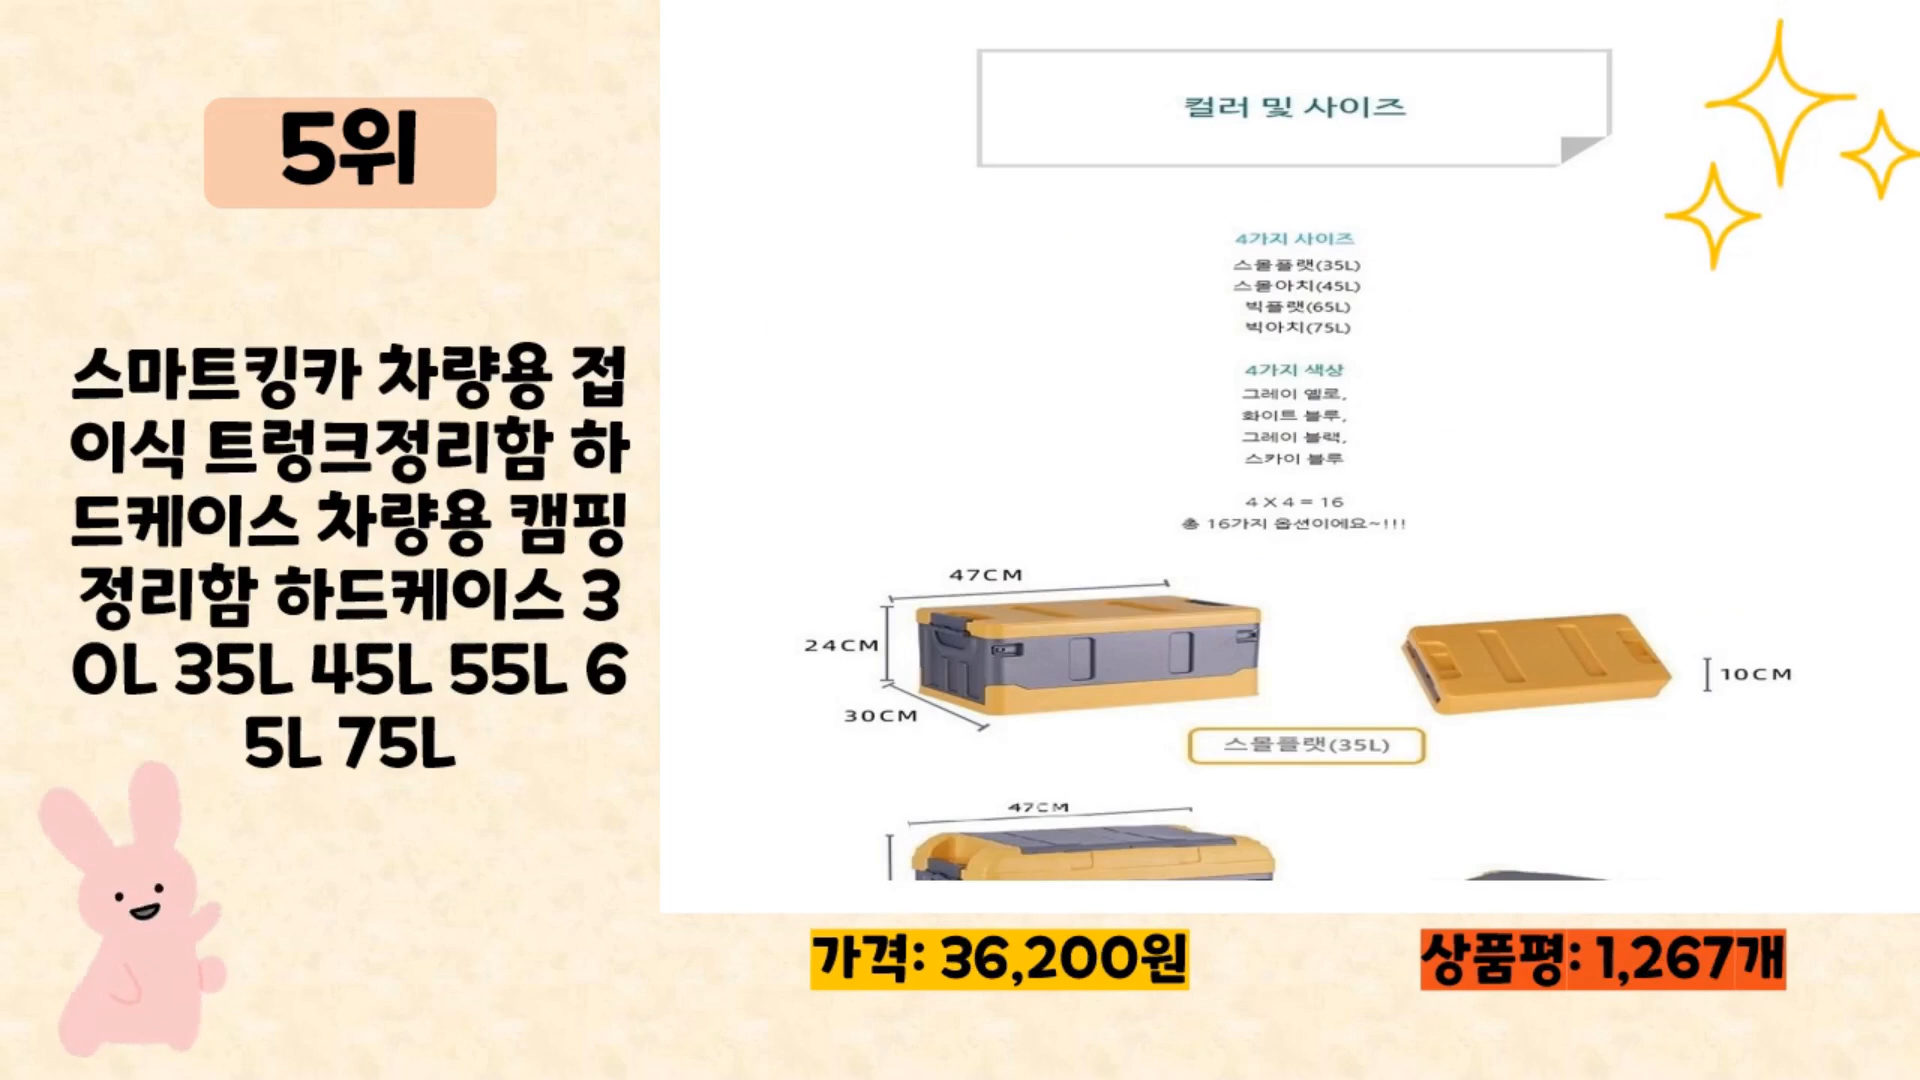 5위
스마트킹카 차량용 접
이식 트렁크정리함 하
드케이스 차량용 캠핑
정리함 하드케이스 3
0L 35L 45L 55L 6
5L 75L
컬러 및 사이즈
4가지 사이즈
스몰플랫(35L)
스몰아치(45L)
빅플랫(65L)
빅아치(75L)
4가지 색상
그레이 옐로,
화이트 블루,
그레이 블랙,
스카이 블루
4 X 4 = 16
총 16가지 옵션이에요~!!!
47CM
24CM
30CM
10CM
스몰플랫(35L)
47CM
가격: 36,200원
상품평: 1,267개